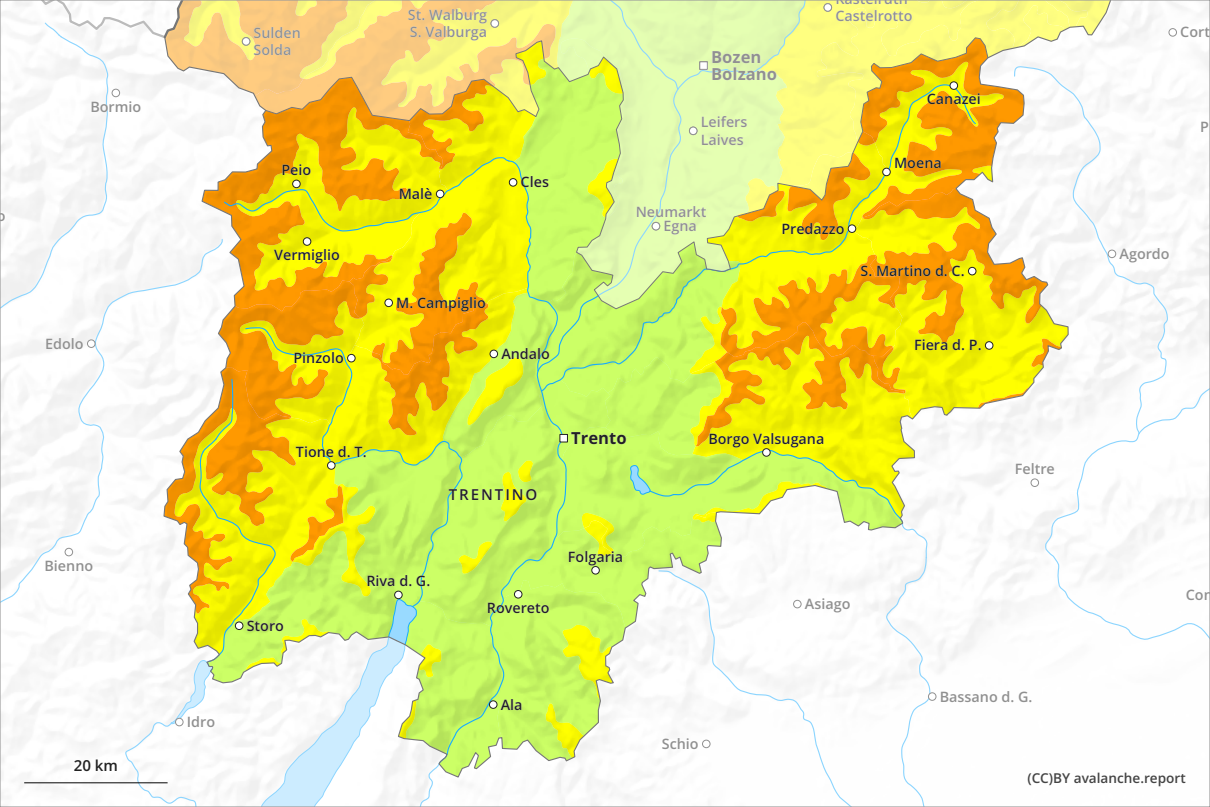 Kastelruth
Castelrotto
St. Walburg
S. Valburga
Sulden
Solda
Cort
Bozen
Bolzano
Bormio
Canazei
Leifers
Laives
P
Moena
Peio
Malè
Cles
Neumarkt
Egna
Predazzo
Vermiglio
Agordo
S. Martino d. C.
M. Campiglio
Edolo
Pinzolo
Andalo
Fiera d. P.
Trento
Borgo Valsugana
Tione d. T.
Feltre
TRENTINO
Bienno
Folgaria
Riva d. G.
Cor
Rovereto
Asiago
Storo
Bassano d. G.
Ala
Idro
Schio
20 km
(CC)BY avalanche.report